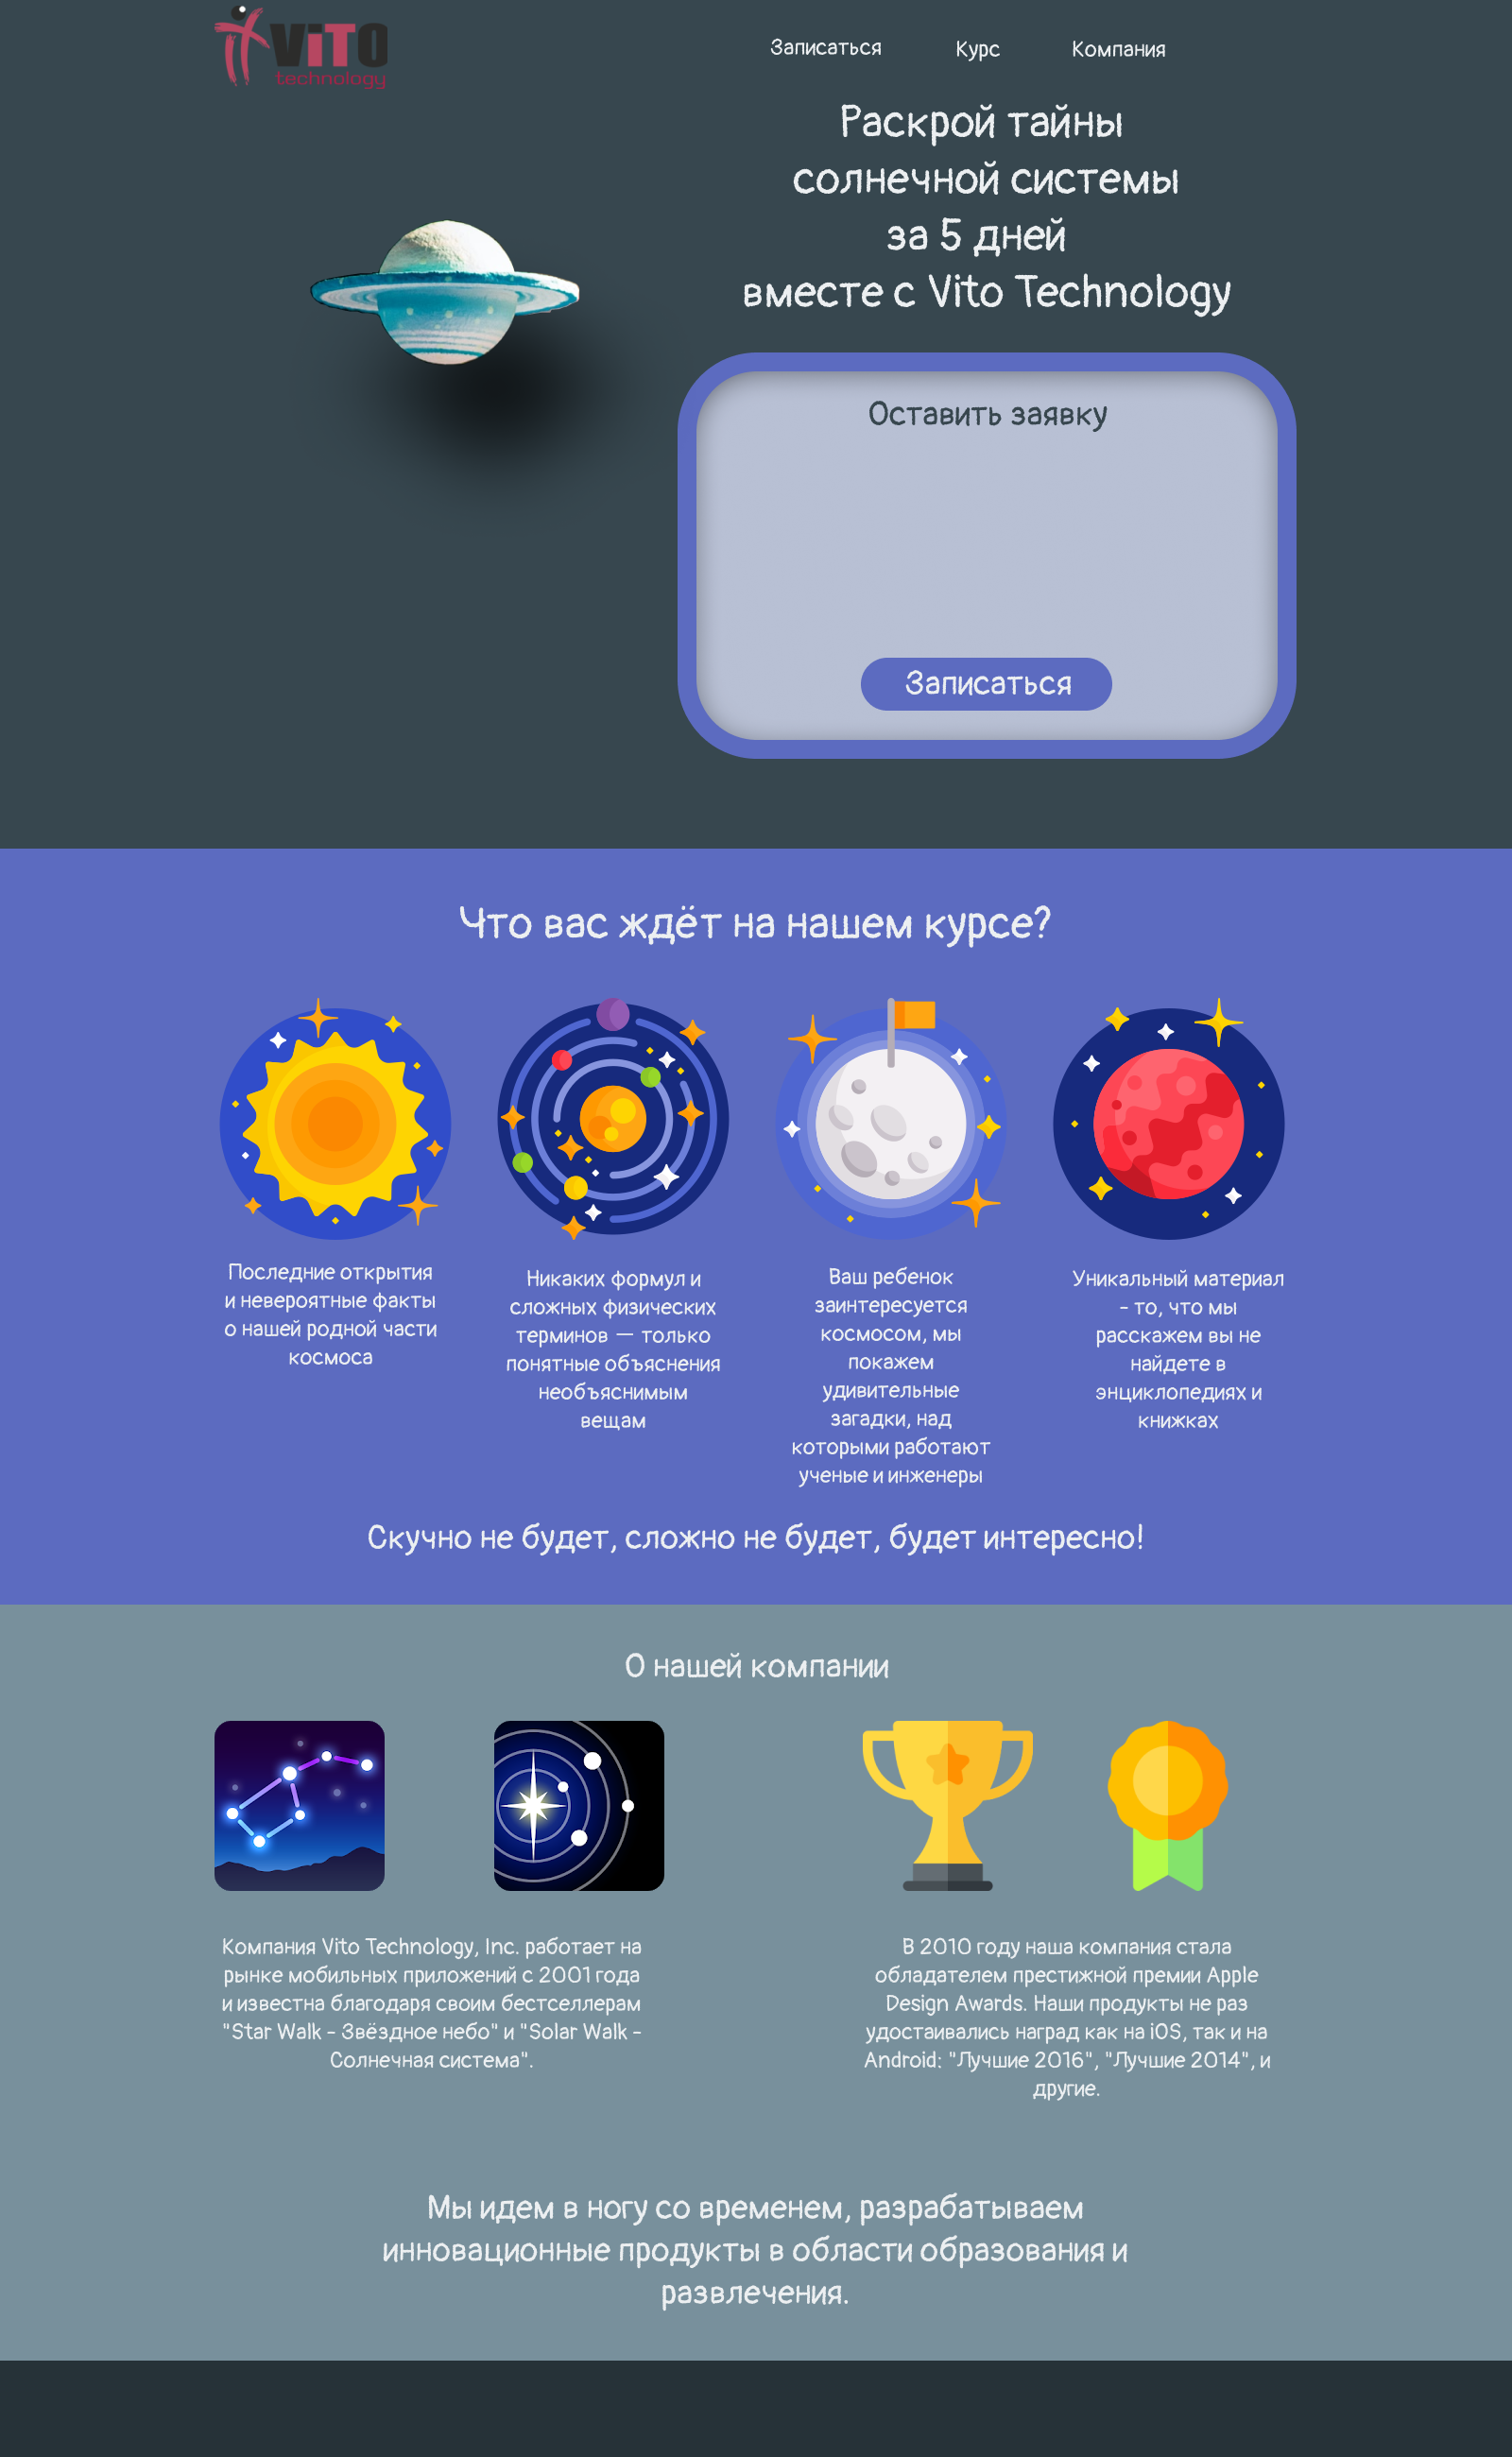 ViTO
technology
Записаться Курс Компания
Раскрой тайны
солнечной системы
за 5 дней
вместе с Vito Technology
Оставить заявку
Записаться
Что вас ждёт на нашем курсе?
Последние открытия
и невероятные факты
о нашей родной части
космоса
Никаких формул и
сложных физических
терминов — только
понятные объяснения
необъяснимым
вещам
Ваш ребенок
заинтересуется
космосом, мы
покажем
удивительные
загадки, над
которыми работают
ученые и инженеры
Уникальный материал
- то, что мы
расскажем вы не
найдете в
энциклопедиях и
книжках
Скучно не будет, сложно не будет, будет интересно!
О нашей компании
Компания Vito Technology, Inc. работает на
рынке мобильных приложений с 2001 года
и известна благодаря своим бестселлерам
"Star Walk - Звёздное небо" и "Solar Walk -
Солнечная система".
В 2010 году наша компания стала
обладателем престижной премии Apple
Design Awards. Наши продукты не раз
удостаивались наград как на iOS, так и на
Android: "Лучшие 2016", "Лучшие 2014", и
другие.
Мы идем в ногу со временем, разрабатываем
инновационные продукты в области образования и
развлечения.